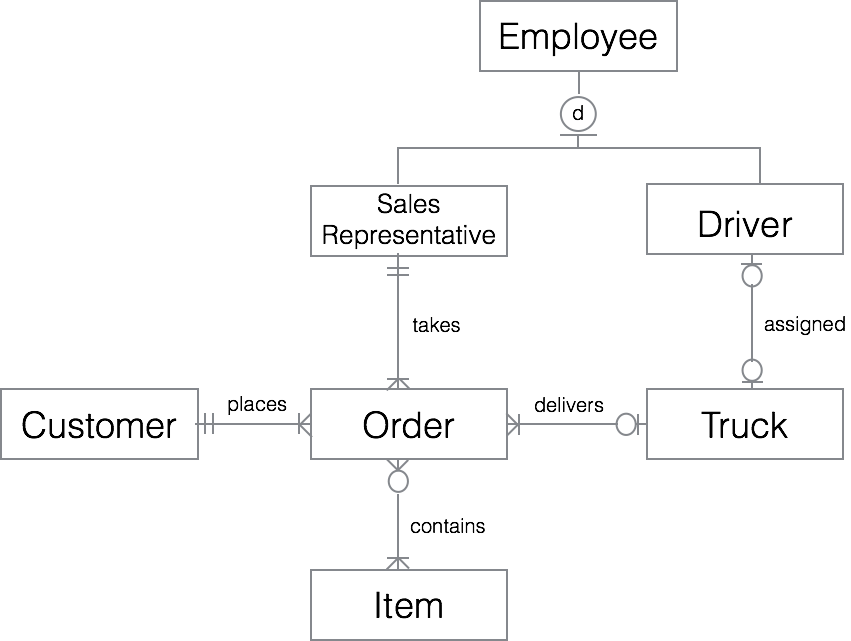 Employee
d
Sales
Representative
Driver
takes
assigned
Customer
places
Order
delivers
Truck
contains
Item